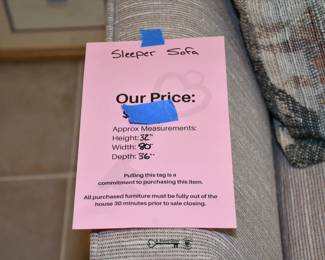 Sleeper Sofa
Our Price:
$
Approx Measurements:
Height: 32"
Width: 80"
Depth: 36"
Pulling this tag is a
commitment to purchasing this item.
All purchased furniture must be fully out of the
house 30 minutes prior to sale closing.